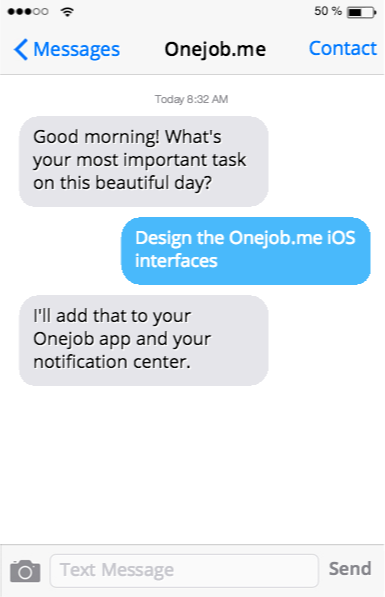 50 %
Messages
Onejob.me
Contact
Today 8:32 AM
Good morning! What's
your most important task
on this beautiful day?
Design the Onejob.me iOS
interfaces
I'll add that to your
Onejob app and your
notification center.
Text Message
Send